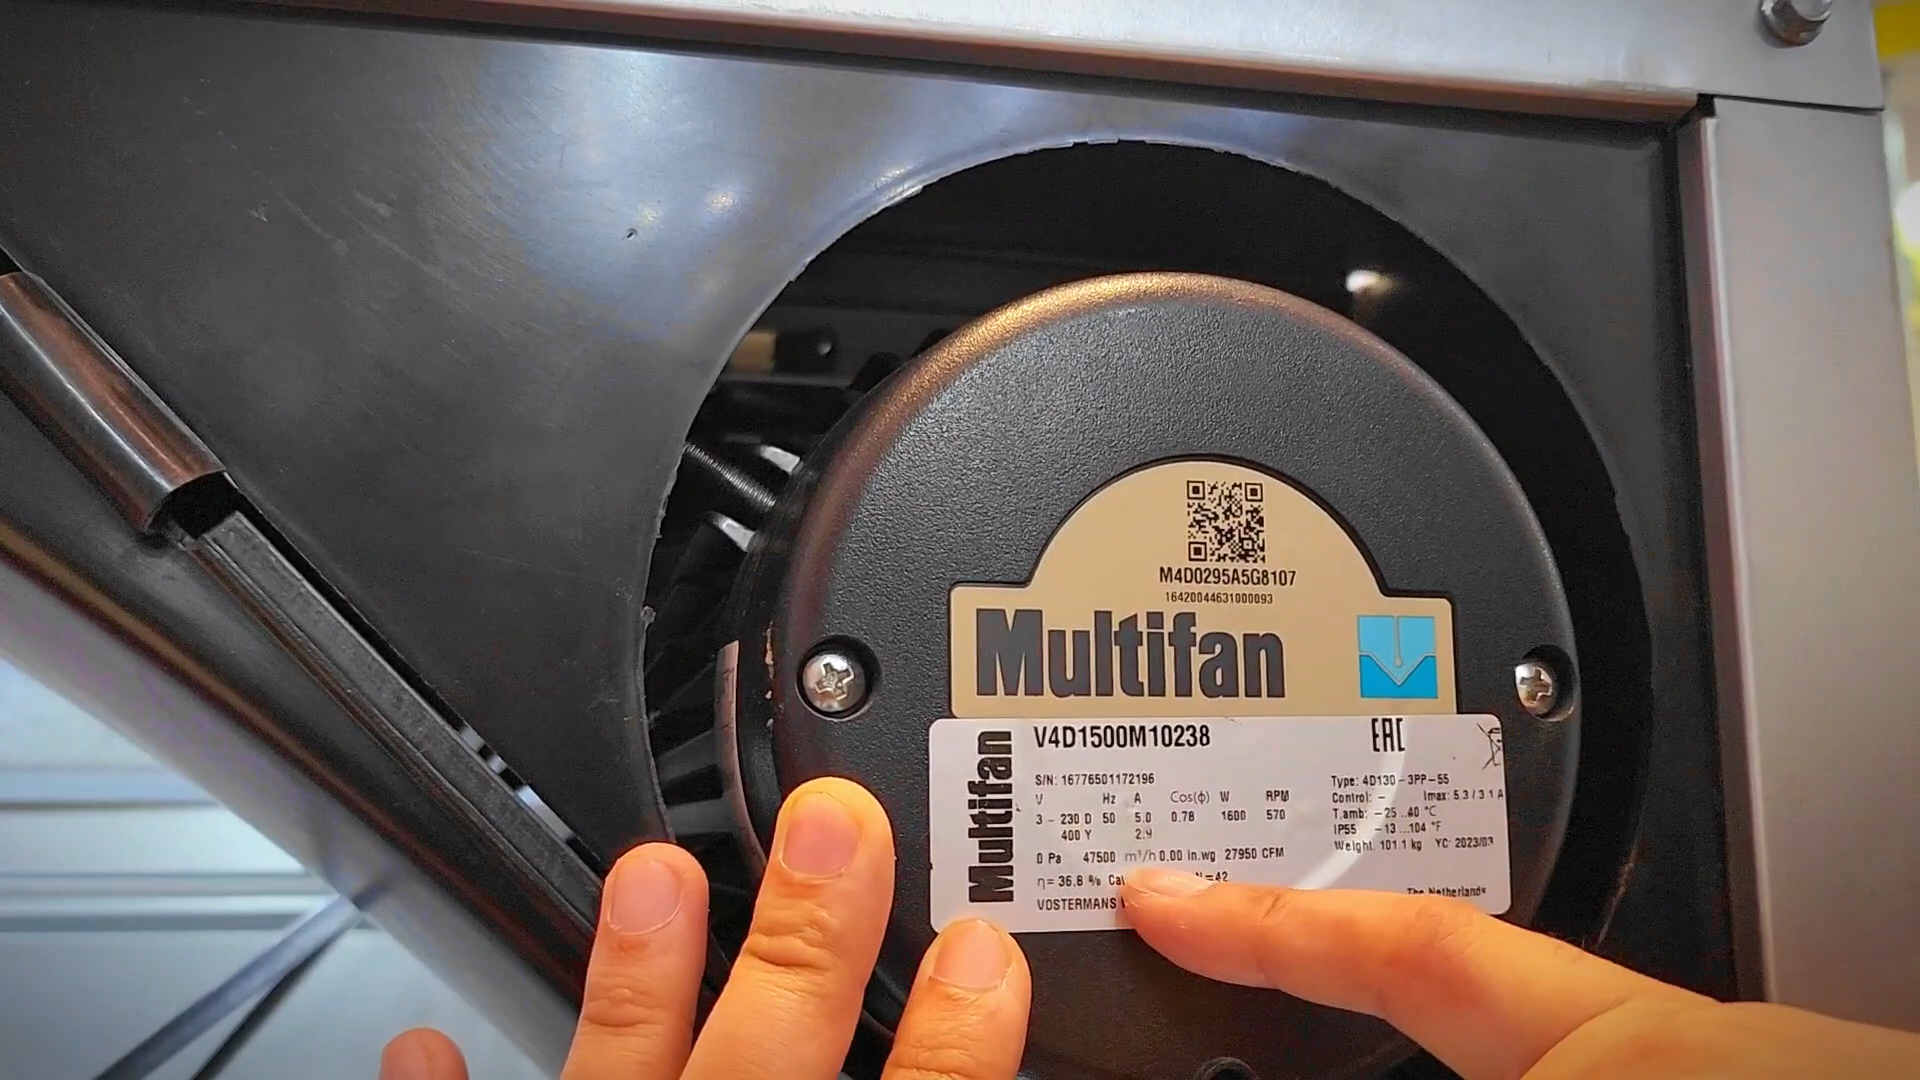 M4D0295A5G8107
16420044631000093
Multifan
Multifan
V4D1500M10238
EAC
S/N: 16776501172196
V Hz A Cos(ϕ) W RPM
3 ~ 230 D 50 5.0 0.78 1600 570
400 Y 2.9
0 Pa 47500 m³/h 0,00 in.wg 27950 CFM
η= 36.8 % N=42
VOSTERMANS
Type: 4D130-3PP-55
Control: - Imax: 5.3 / 3.1 A
T.amb: -25...40 °C
IP55 -13...104 °F
Weight. 101.1 kg YC: 2023/03
The Netherlands